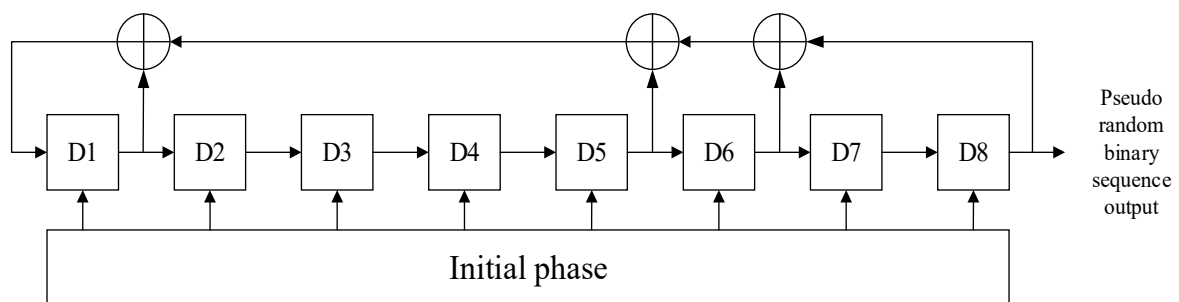 D1
D2
D3
D4
D5
D6
D7
D8
Pseudo
random
binary
sequence
output
Initial phase